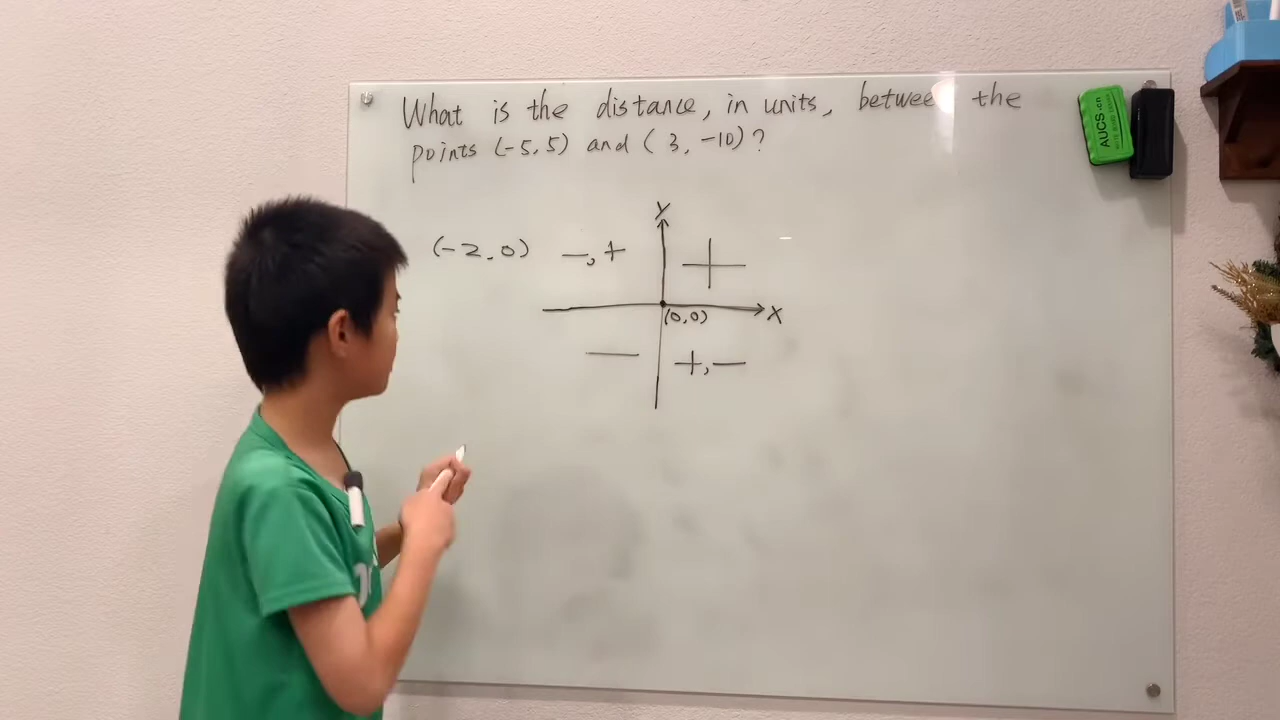 What is the distance, in units, between the
points (-5,5) and (3, -10)?
Y
(-2,0) -,+ +
(0,0) X
- +,-
AUCS.cn